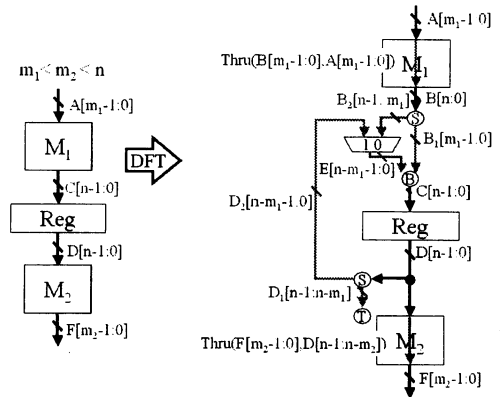 m₁< m₂ < n
A[m₁-1:0]
M₁
C[n-1:0]
Reg
D[n-1:0]
M₂
F[m₂-1:0]
DFT
A[m₁-1:0]
Thru(B[m₁-1:0],A[m₁-1:0])
M₁
B₂[n-1, m₁]
B[n:0]
S
1 0
B₁[m₁-1,0]
E[n-m₁-1:0]
B
C[n-1:0]
D₂[n-m₁-1,0]
Reg
D[n-1:0]
S
D₁[n-1:n-m₁]
T
Thru(F[m₂-1:0],D[n-1:n-m₂])
M₂
F[m₂-1:0]